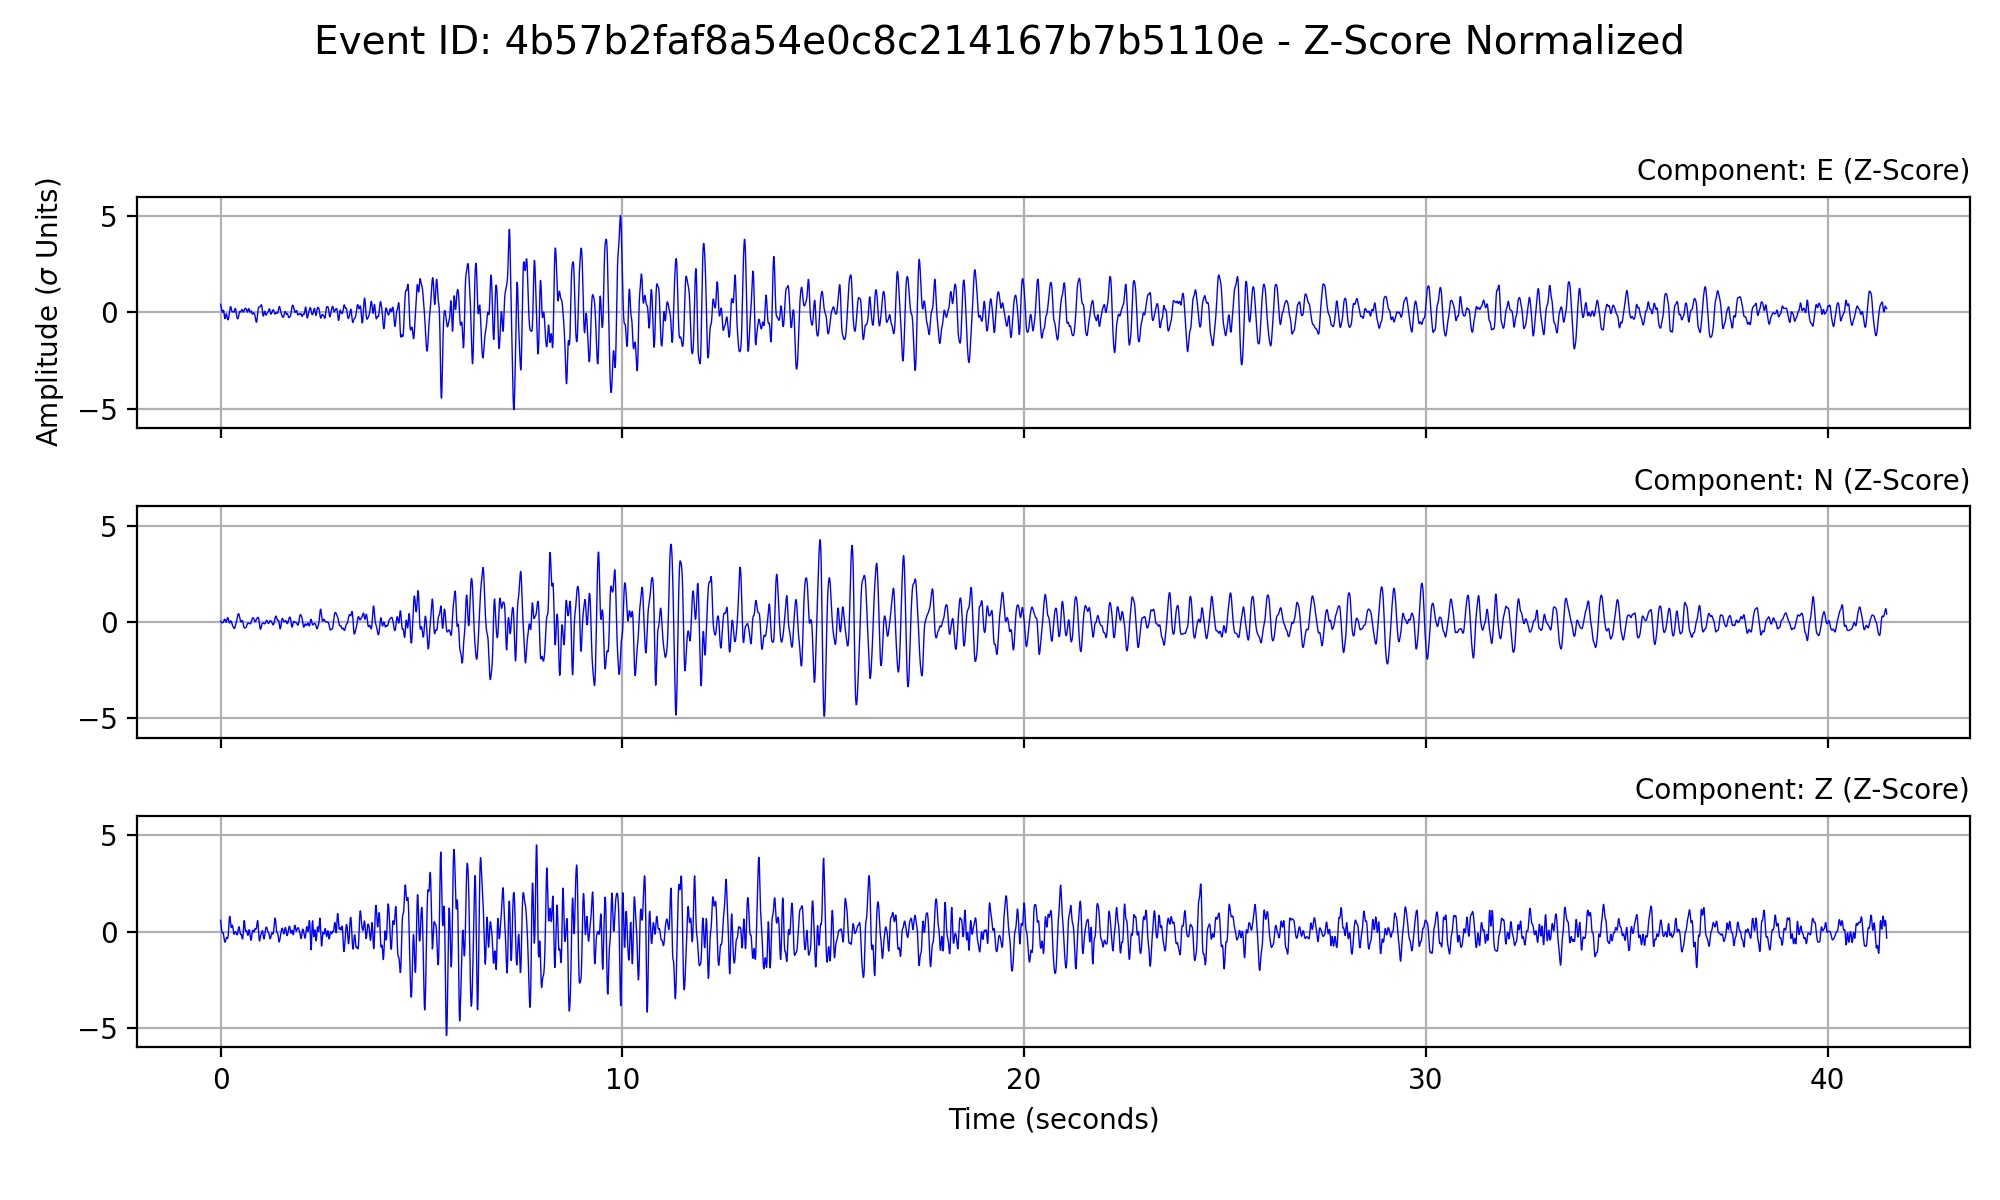 Event ID: 4b57b2faf8a54e0c8c214167b7b5110e - Z-Score Normalized
Component: E (Z-Score)
Amplitude (σ Units)
5
0
−5
Component: N (Z-Score)
5
0
−5
Component: Z (Z-Score)
5
0
−5
0 10 20 30 40
Time (seconds)